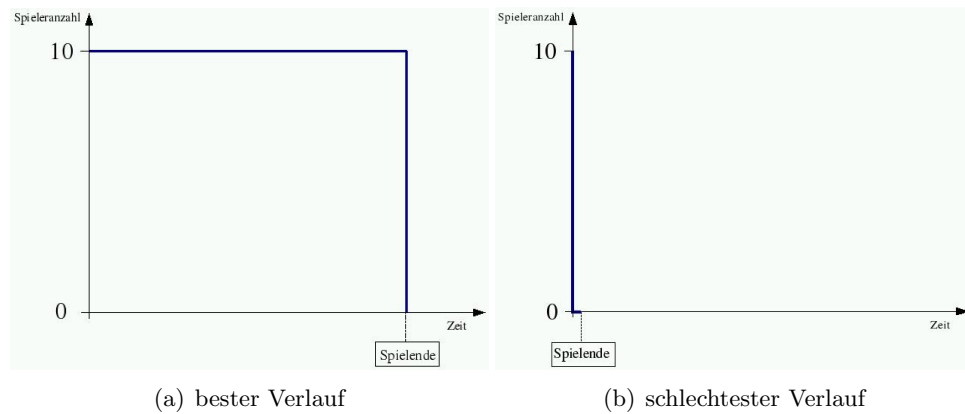 Spieleranzahl
10
0
Zeit
Spielende
(a) bester Verlauf
Spieleranzahl
10
0
Zeit
Spielende
(b) schlechtester Verlauf